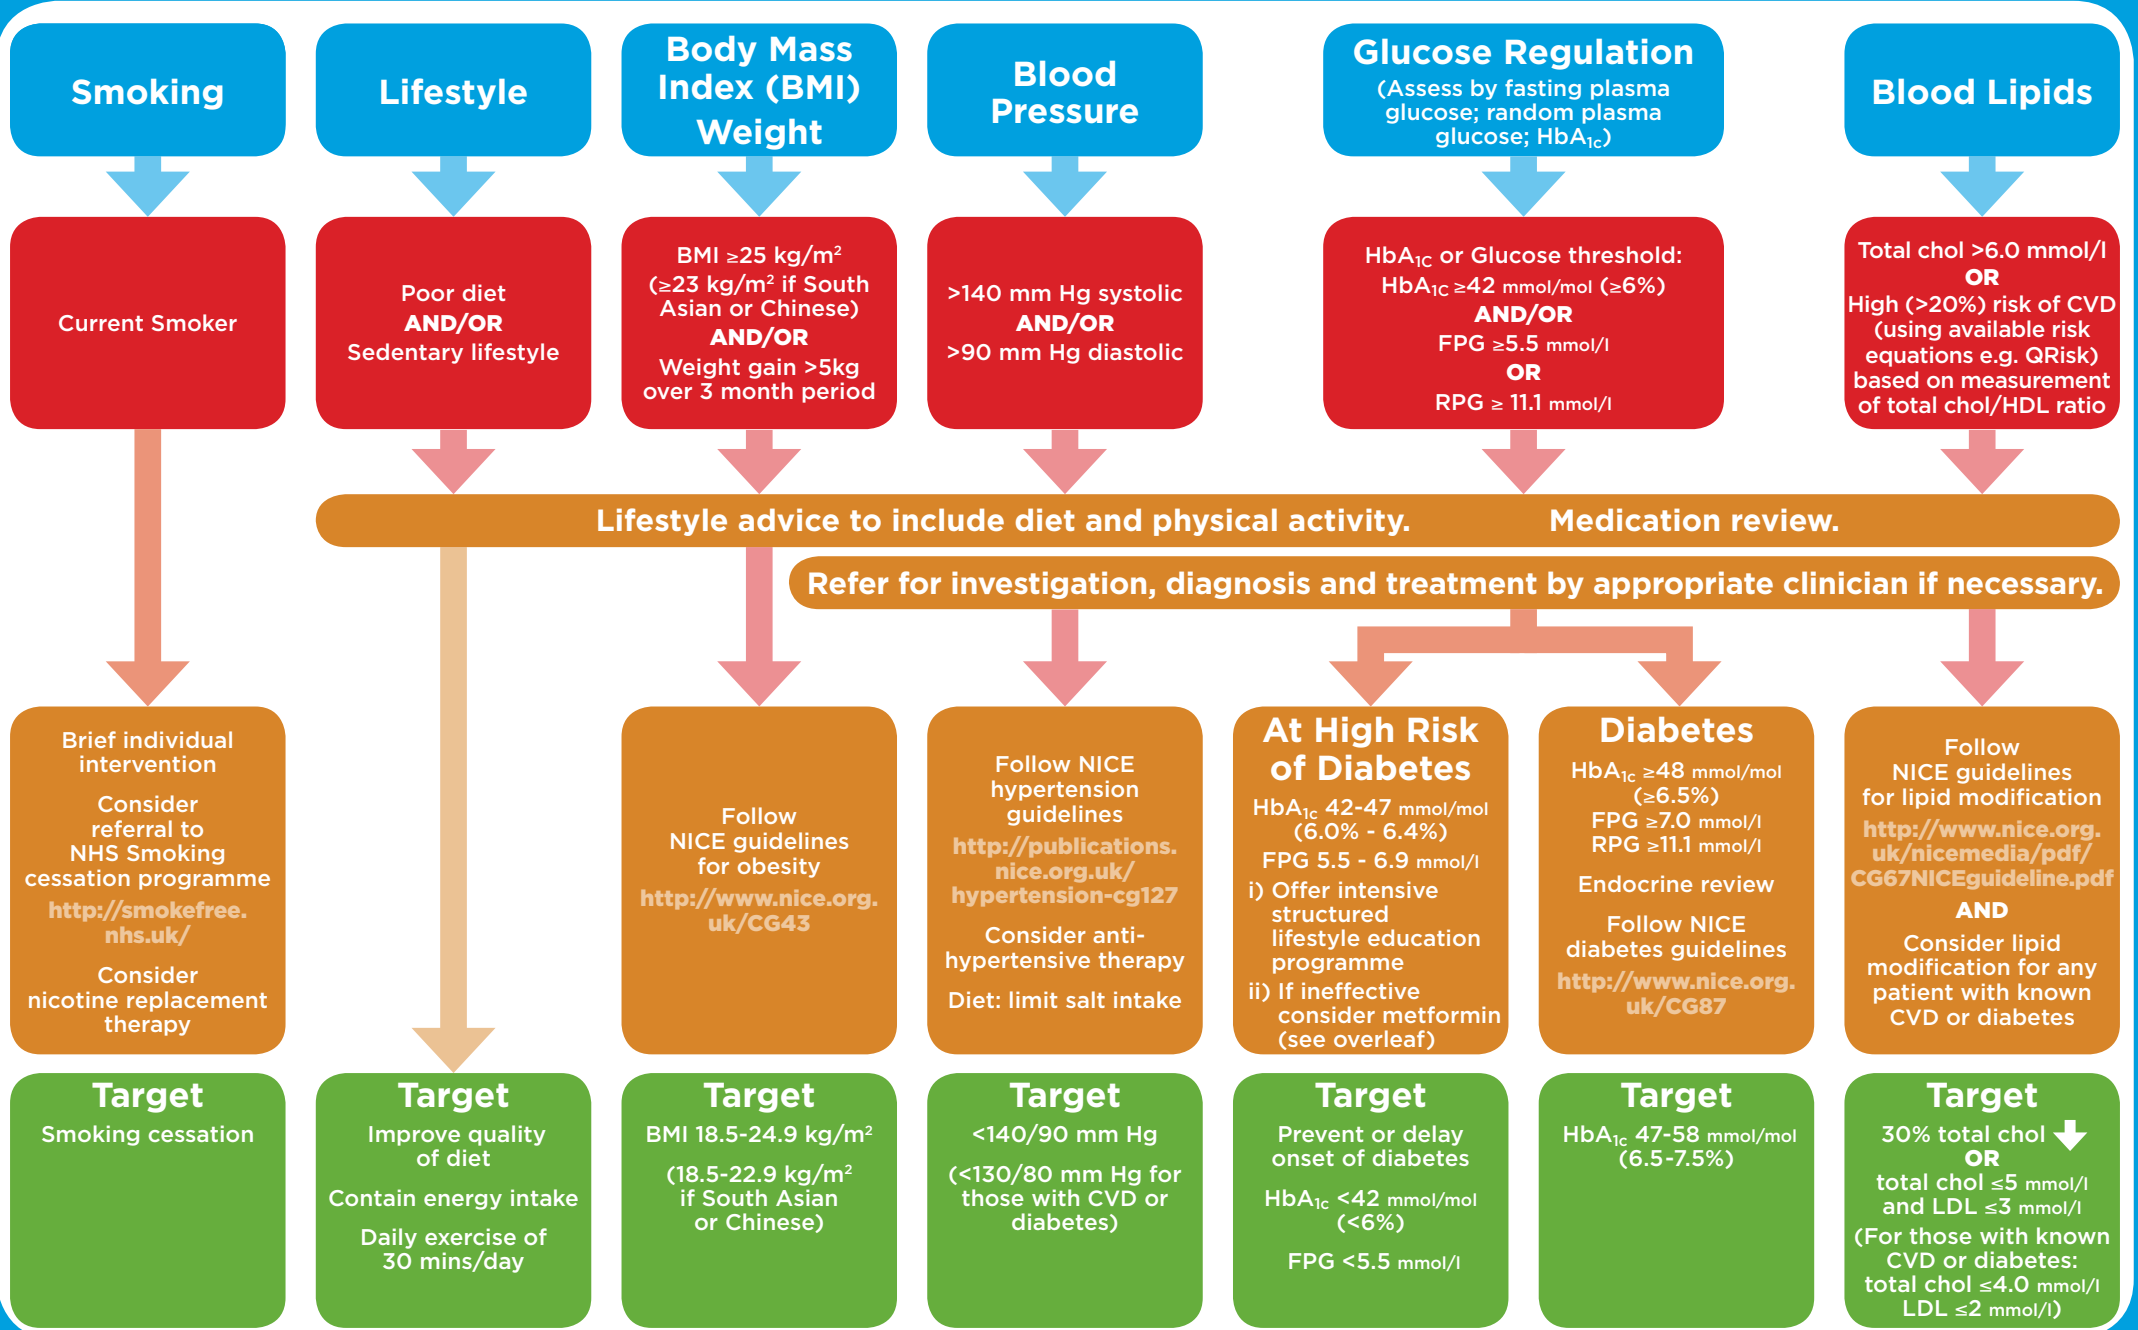 Smoking
Lifestyle
Body Mass
Index (BMI)
Weight
Blood
Pressure
Glucose Regulation
(Assess by fasting plasma
glucose; random plasma
glucose; HbA1c)
Blood Lipids
Current Smoker
Poor diet
AND/OR
Sedentary lifestyle
BMI ≥25 kg/m²
(≥23 kg/m² if South
Asian or Chinese)
AND/OR
Weight gain >5kg
over 3 month period
>140 mm Hg systolic
AND/OR
>90 mm Hg diastolic
HbA1C or Glucose threshold:
HbA1C ≥42 mmol/mol (≥6%)
AND/OR
FPG ≥5.5 mmol/l
OR
RPG ≥ 11.1 mmol/l
Total chol >6.0 mmol/l
OR
High (>20%) risk of CVD
(using available risk
equations e.g. QRisk)
based on measurement
of total chol/HDL ratio
Lifestyle advice to include diet and physical activity. Medication review.
Refer for investigation, diagnosis and treatment by appropriate clinician if necessary.
Brief individual
intervention
Consider
referral to
NHS Smoking
cessation programme
http://smokefree.
nhs.uk/
Consider
nicotine replacement
therapy
Follow
NICE guidelines
for obesity
http://www.nice.org.
uk/CG43
Follow NICE
hypertension
guidelines
http://publications.
nice.org.uk/
hypertension-cg127
Consider anti-
hypertensive therapy
Diet: limit salt intake
At High Risk
of Diabetes
HbA1c 42-47 mmol/mol
(6.0% - 6.4%)
FPG 5.5 - 6.9 mmol/l
i) Offer intensive
structured
lifestyle education
programme
ii) If ineffective
consider metformin
(see overleaf)
Diabetes
HbA1c ≥48 mmol/mol
(≥6.5%)
FPG ≥7.0 mmol/l
RPG ≥11.1 mmol/l
Endocrine review
Follow NICE
diabetes guidelines
http://www.nice.org.
uk/CG87
Follow
NICE guidelines
for lipid modification
http://www.nice.org.
uk/nicemedia/pdf/
CG67NICEguideline.pdf
AND
Consider lipid
modification for any
patient with known
CVD or diabetes
Target
Smoking cessation
Target
Improve quality
of diet
Contain energy intake
Daily exercise of
30 mins/day
Target
BMI 18.5-24.9 kg/m²
(18.5-22.9 kg/m²
if South Asian
or Chinese)
Target
<140/90 mm Hg
(<130/80 mm Hg for
those with CVD or
diabetes)
Target
Prevent or delay
onset of diabetes
HbA1c <42 mmol/mol
(<6%)
FPG <5.5 mmol/l
Target
HbA1c 47-58 mmol/mol
(6.5-7.5%)
Target
30% total chol
OR
total chol ≤5 mmol/l
and LDL ≤3 mmol/l
(For those with known
CVD or diabetes:
total chol ≤4.0 mmol/l
LDL ≤2 mmol/l)